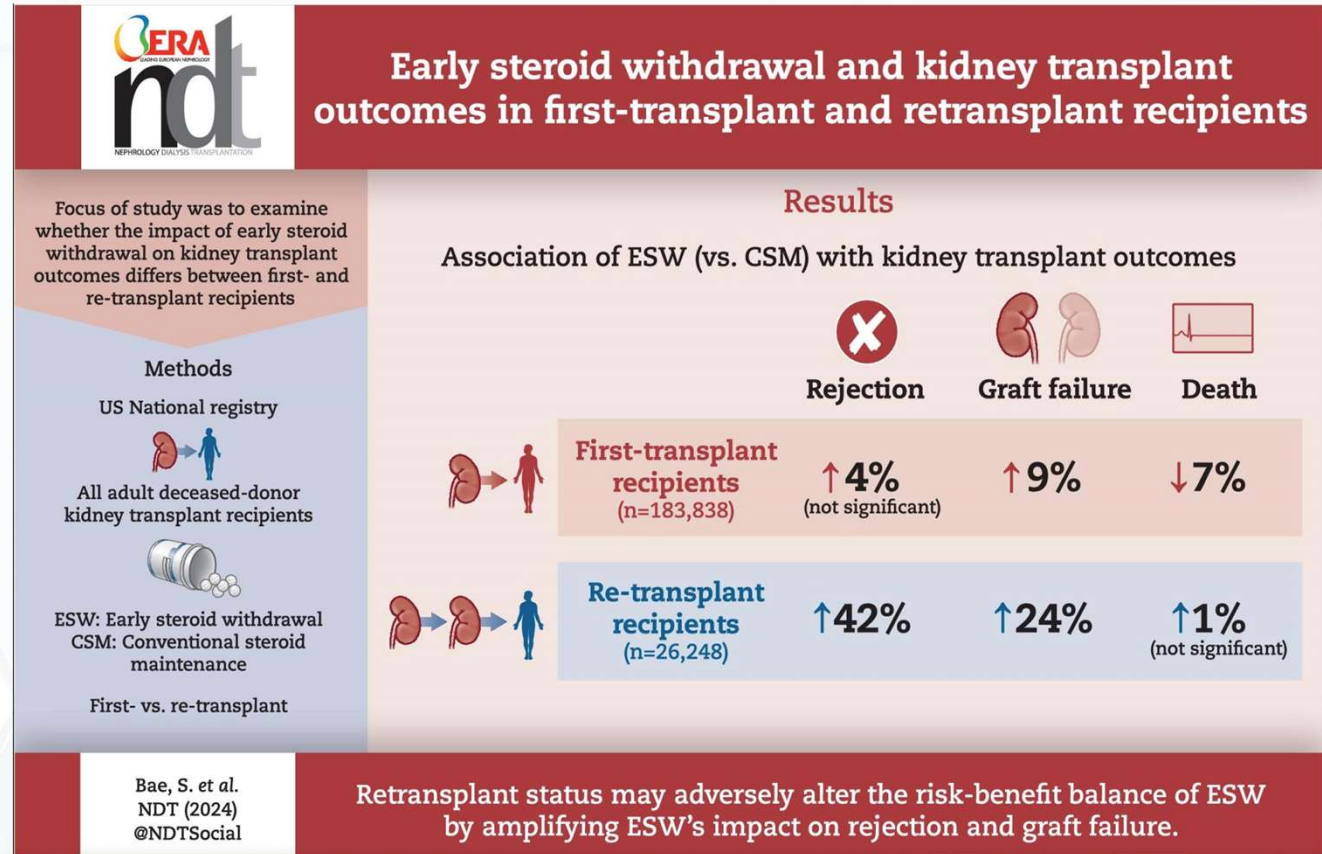 ERA
LEADING EUROPEAN NEPHROLOGY
ndt
NEPHROLOGY DIALYSIS TRANSPLANTATION
Early steroid withdrawal and kidney transplant
outcomes in first-transplant and retransplant recipients
Focus of study was to examine
whether the impact of early steroid
withdrawal on kidney transplant
outcomes differs between first- and
re-transplant recipients
Methods
US National registry
All adult deceased-donor
kidney transplant recipients
ESW: Early steroid withdrawal
CSM: Conventional steroid
maintenance
First- vs. re-transplant
Results
Association of ESW (vs. CSM) with kidney transplant outcomes
Rejection Graft failure Death
First-transplant
recipients
(n=183,838)
↑4%
(not significant)
↑9%
↓7%
Re-transplant
recipients
(n=26,248)
↑42%
↑24%
↑1%
(not significant)
Bae, S. et al.
NDT (2024)
@NDTSocial
Retransplant status may adversely alter the risk-benefit balance of ESW
by amplifying ESW's impact on rejection and graft failure.